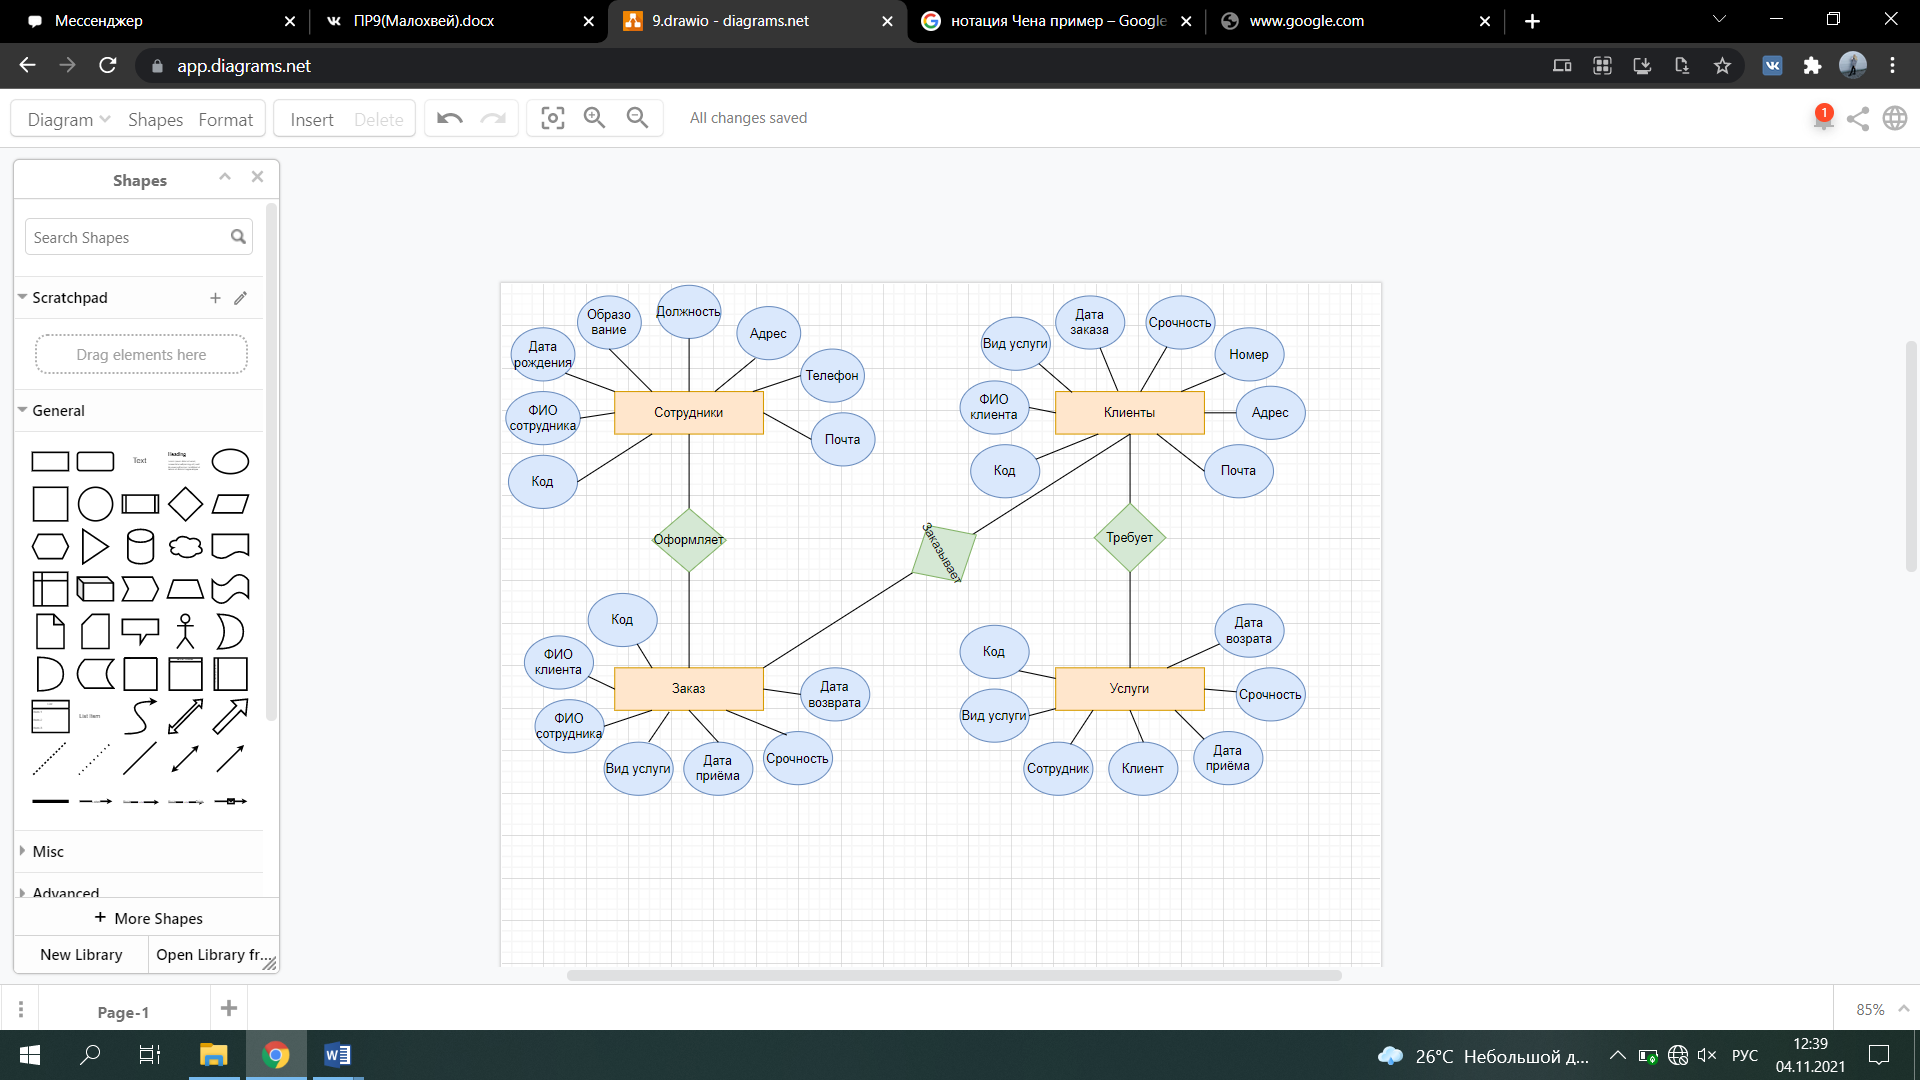 Мессенджер
ПР9(Малохвей).docx
9.drawio - diagrams.net
нотация Чена пример – Google
www.google.com
app.diagrams.net
Diagram
Shapes
Format
Insert
Delete
All changes saved
1
Shapes
Search Shapes
Scratchpad
Drag elements here
General
Text
Heading
List Item
Misc
Advanced
+ More Shapes
New Library
Open Library fr...
Образо
вание
Должность
Адрес
Дата
рождения
Телефон
ФИО
сотрудника
Сотрудники
Почта
Код
Оформляет
Дата
заказа
Срочность
Вид услуги
Номер
ФИО
клиента
Клиенты
Адрес
Код
Почта
Заказывает
Требует
Код
ФИО
клиента
Заказ
Дата
возврата
ФИО
сотрудника
Вид услуги
Дата
приёма
Срочность
Дата
возрата
Код
Услуги
Срочность
Вид услуги
Сотрудник
Клиент
Дата
приёма
Page-1
85%
26°C Небольшой д...
РУС
12:39
04.11.2021